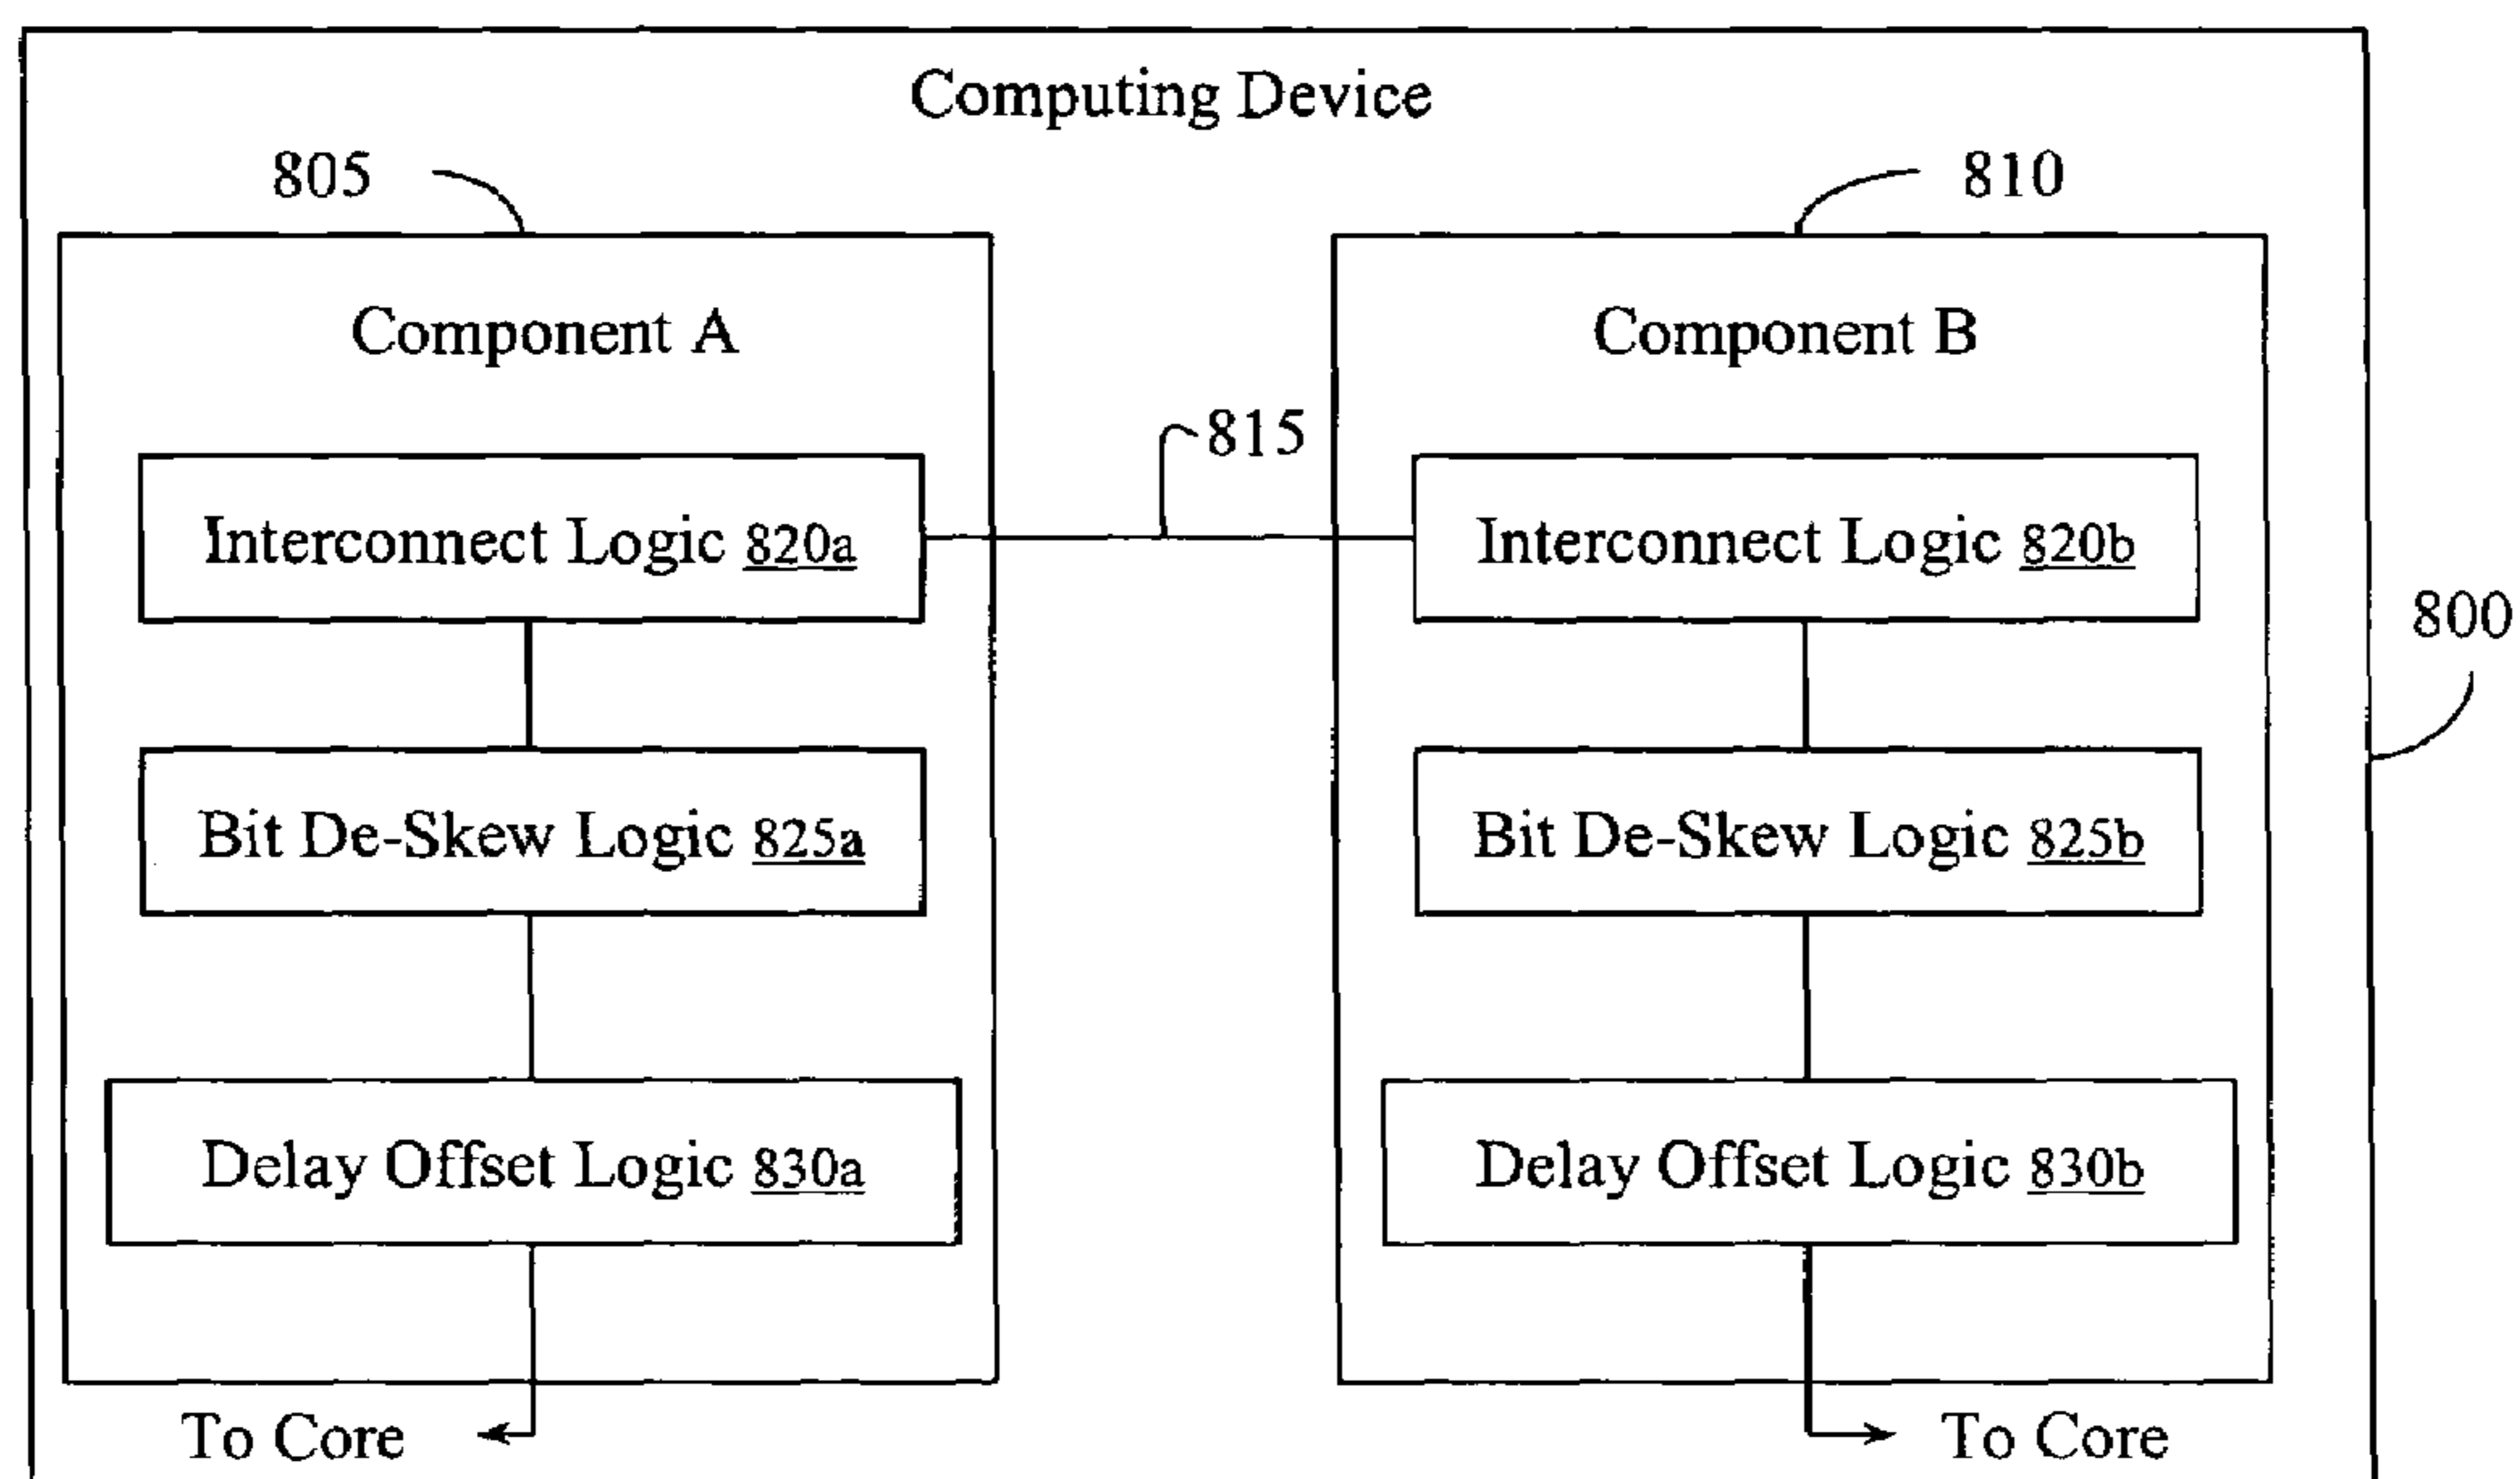 Computing Device
805
810
Component A
Component B
815
Interconnect Logic 820a
Interconnect Logic 820b
800
Bit De-Skew Logic 825a
Bit De-Skew Logic 825b
Delay Offset Logic 830a
Delay Offset Logic 830b
To Core
To Core